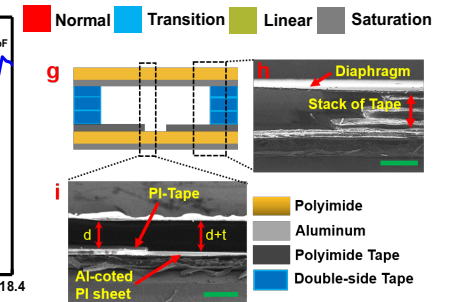 Normal Transition Linear Saturation
oF
g
h
Diaphragm
Stack of Tape
i
PI-Tape
d
d+t
Al-coted
PI sheet
Polyimide
Aluminum
Polyimide Tape
Double-side Tape
18.4